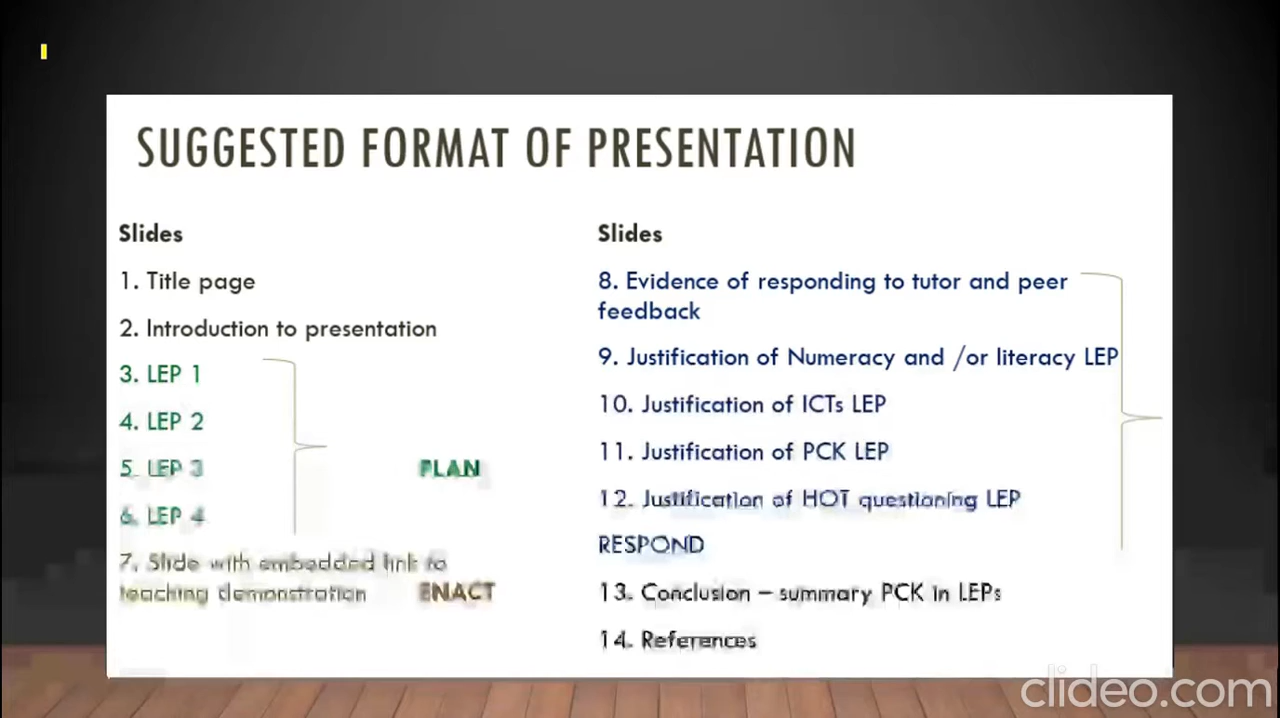 SUGGESTED FORMAT OF PRESENTATION
Slides
1. Title page
2. Introduction to presentation
3. LEP 1
4. LEP 2
5. LEP 3
6. LEP 4
PLAN
7. Slide with embedded link to
teaching demonstration
ENACT
Slides
8. Evidence of responding to tutor and peer
feedback
9. Justification of Numeracy and /or literacy LEP
10. Justification of ICTs LEP
11. Justification of PCK LEP
12. Justification of HOT questioning LEP
RESPOND
13. Conclusion – summary PCK in LEPs
14. References
clideo.com